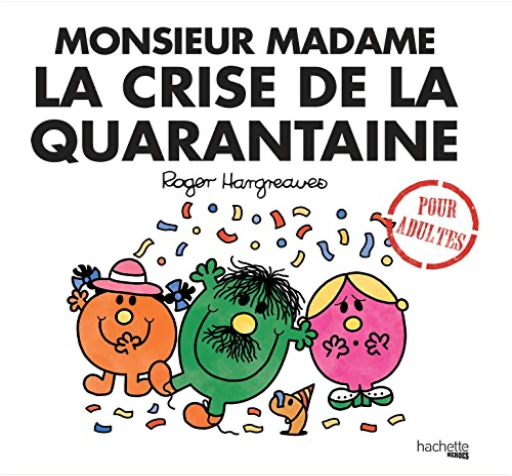 MONSIEUR MADAME
LA CRISE DE LA
QUARANTAINE
Roger Hargreaves
POUR
ADULTES
hachette
HEROES